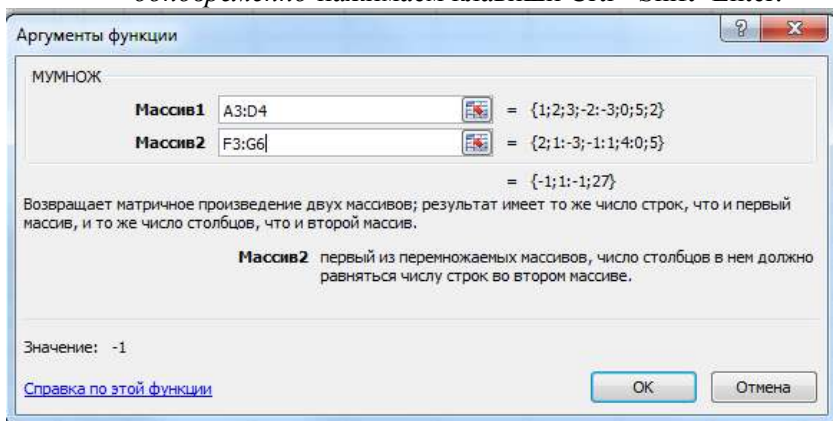 одновременно нажимаем клавиши Ctrl+Shift+Enter.
Аргументы функции
?
X
МУМНОЖ
Массив1 A3:D4 = {1;2;3;-2:-3;0;5;2}
Массив2 F3:G6 = {2;1:-3;-1:1;4:0;5}
= {-1;1:-1;27}
Возвращает матричное произведение двух массивов; результат имеет то же число строк, что и первый
массив, и то же число столбцов, что и второй массив.
Массив2 первый из перемножаемых массивов, число столбцов в нем должно
равняться числу строк во втором массиве.
Значение: -1
Справка по этой функции
ОК
Отмена